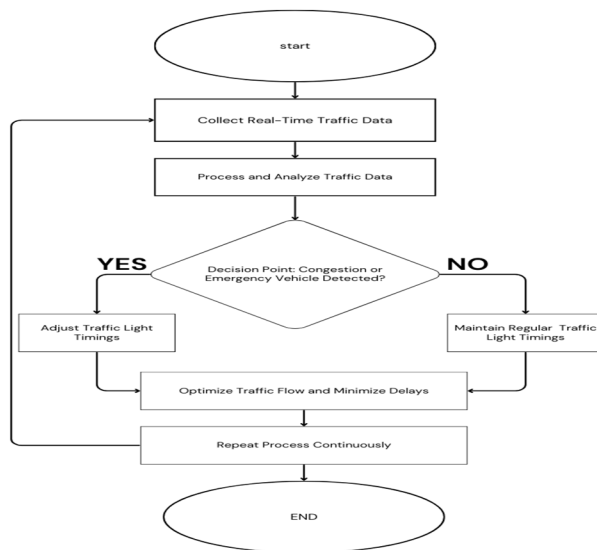 start
Collect Real-Time Traffic Data
Process and Analyze Traffic Data
Decision Point: Congestion or
Emergency Vehicle Detected?
YES
NO
Adjust Traffic Light
Timings
Maintain Regular Traffic
Light Timings
Optimize Traffic Flow and Minimize Delays
Repeat Process Continuously
END